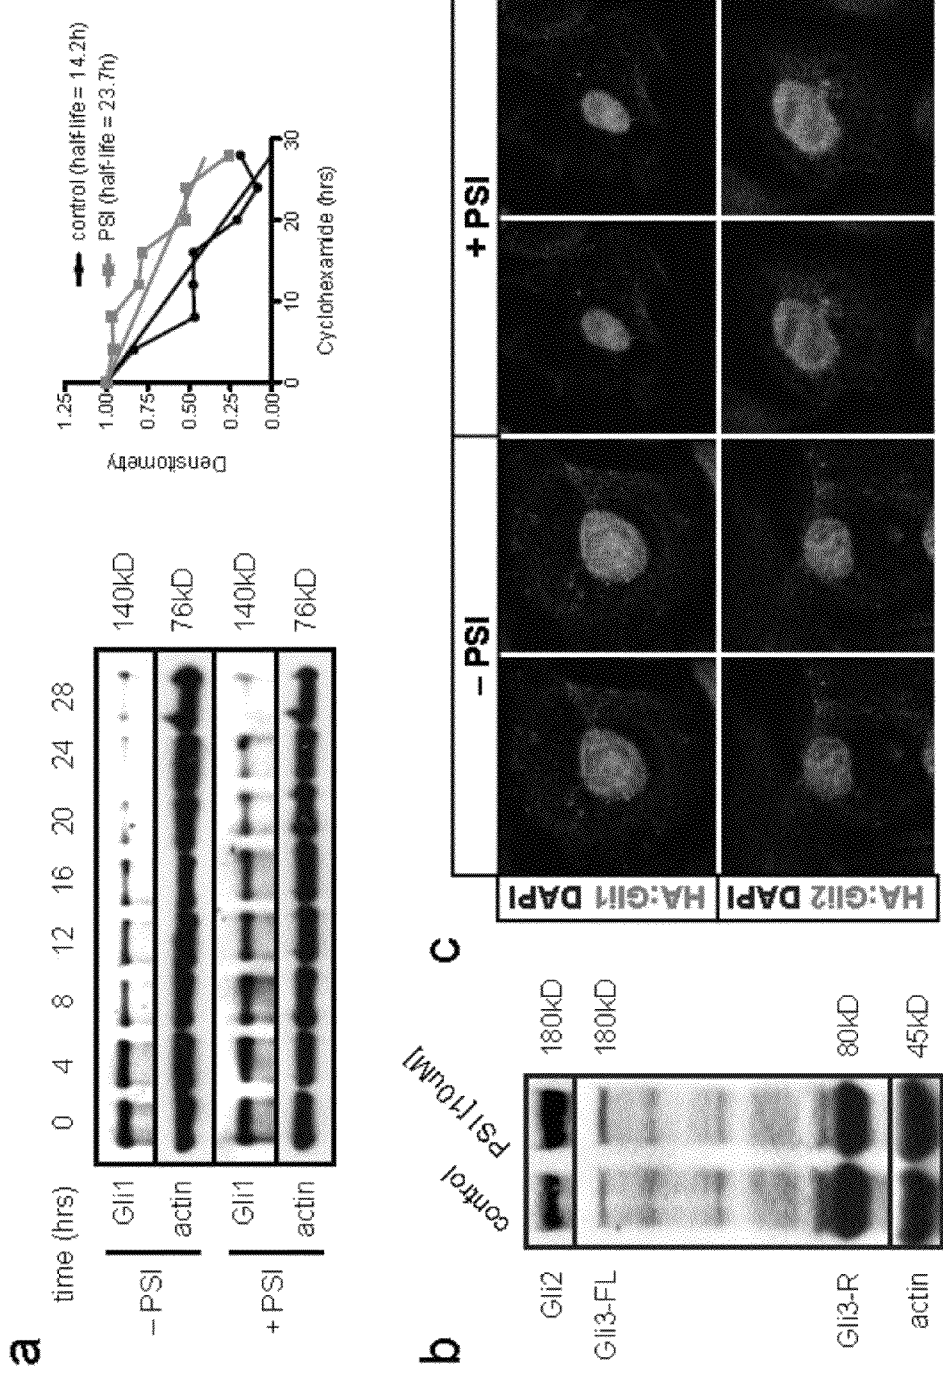 a
time (hrs) 0 4 8 12 16 20 24 28
– PSI
Gli1 140kD
actin 76kD
+ PSI
Gli1 140kD
actin 76kD
control (half-life = 14.2h)
PSI (half-life = 23.7h)
Densitometry
1.25
1.00
0.75
0.50
0.25
0.00
0 10 20 30
Cyclohexamide (hrs)
b
control PSI [10uM]
Gli2 180kD
Gli3-FL 180kD
Gli3-R 80kD
actin 45kD
c
– PSI + PSI
HA:Gli1 DAPI
HA:Gli2 DAPI